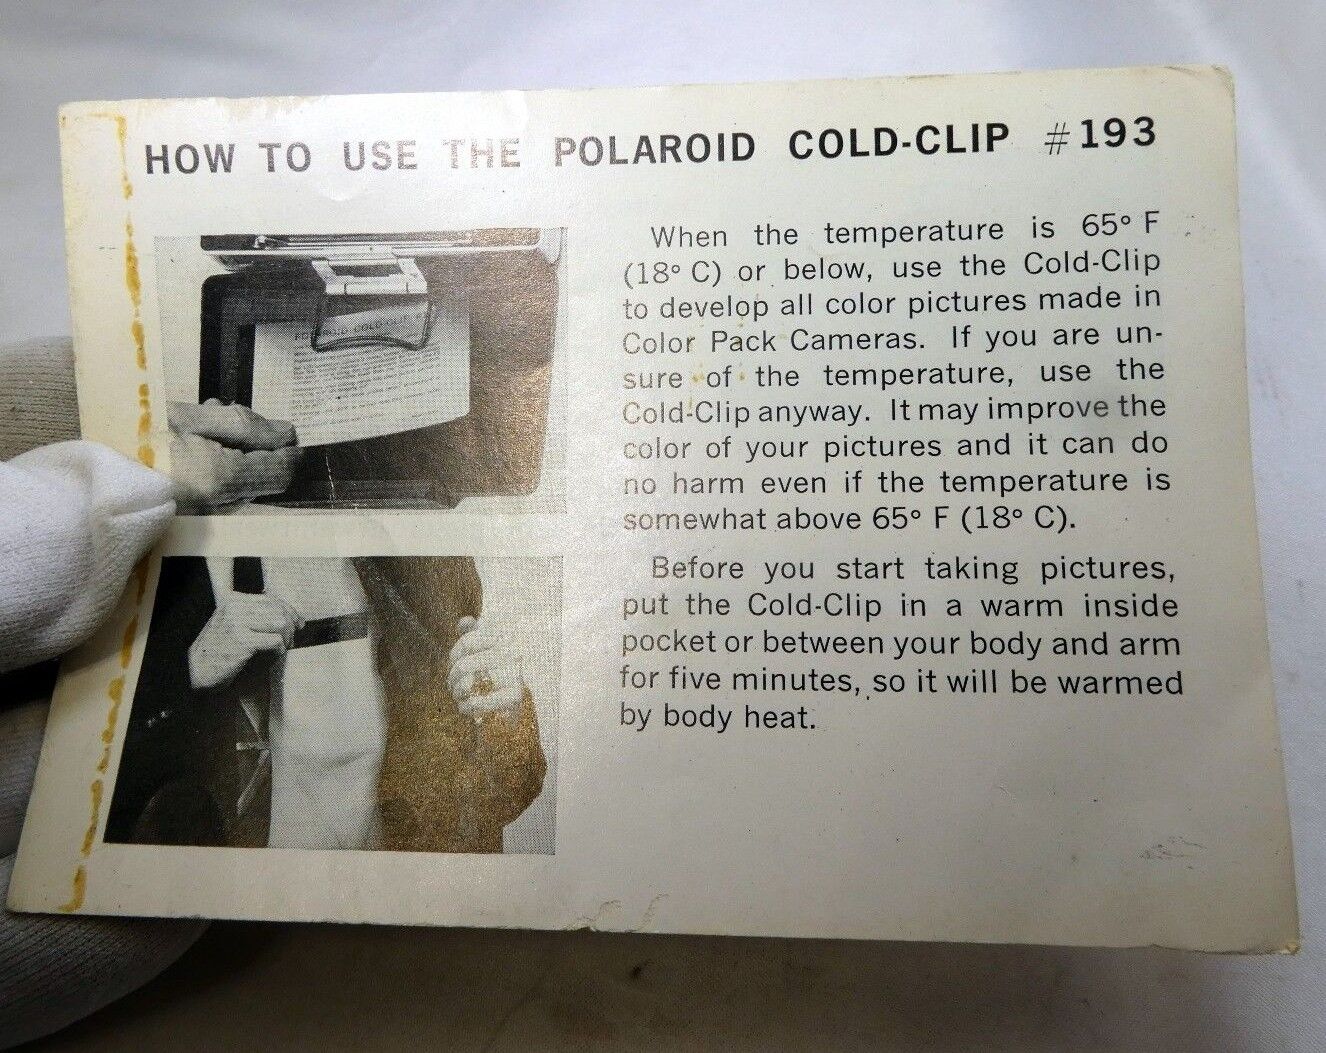 HOW TO USE THE POLAROID COLD-CLIP #193
POLAROID COLD-CLIP
When the temperature is 65° F
(18° C) or below, use the Cold-Clip
to develop all color pictures made in
Color Pack Cameras. If you are un-
sure of the temperature, use the
Cold-Clip anyway. It may improve the
color of your pictures and it can do
no harm even if the temperature is
somewhat above 65° F (18° C).
Before you start taking pictures,
put the Cold-Clip in a warm inside
pocket or between your body and arm
for five minutes, so it will be warmed
by body heat.